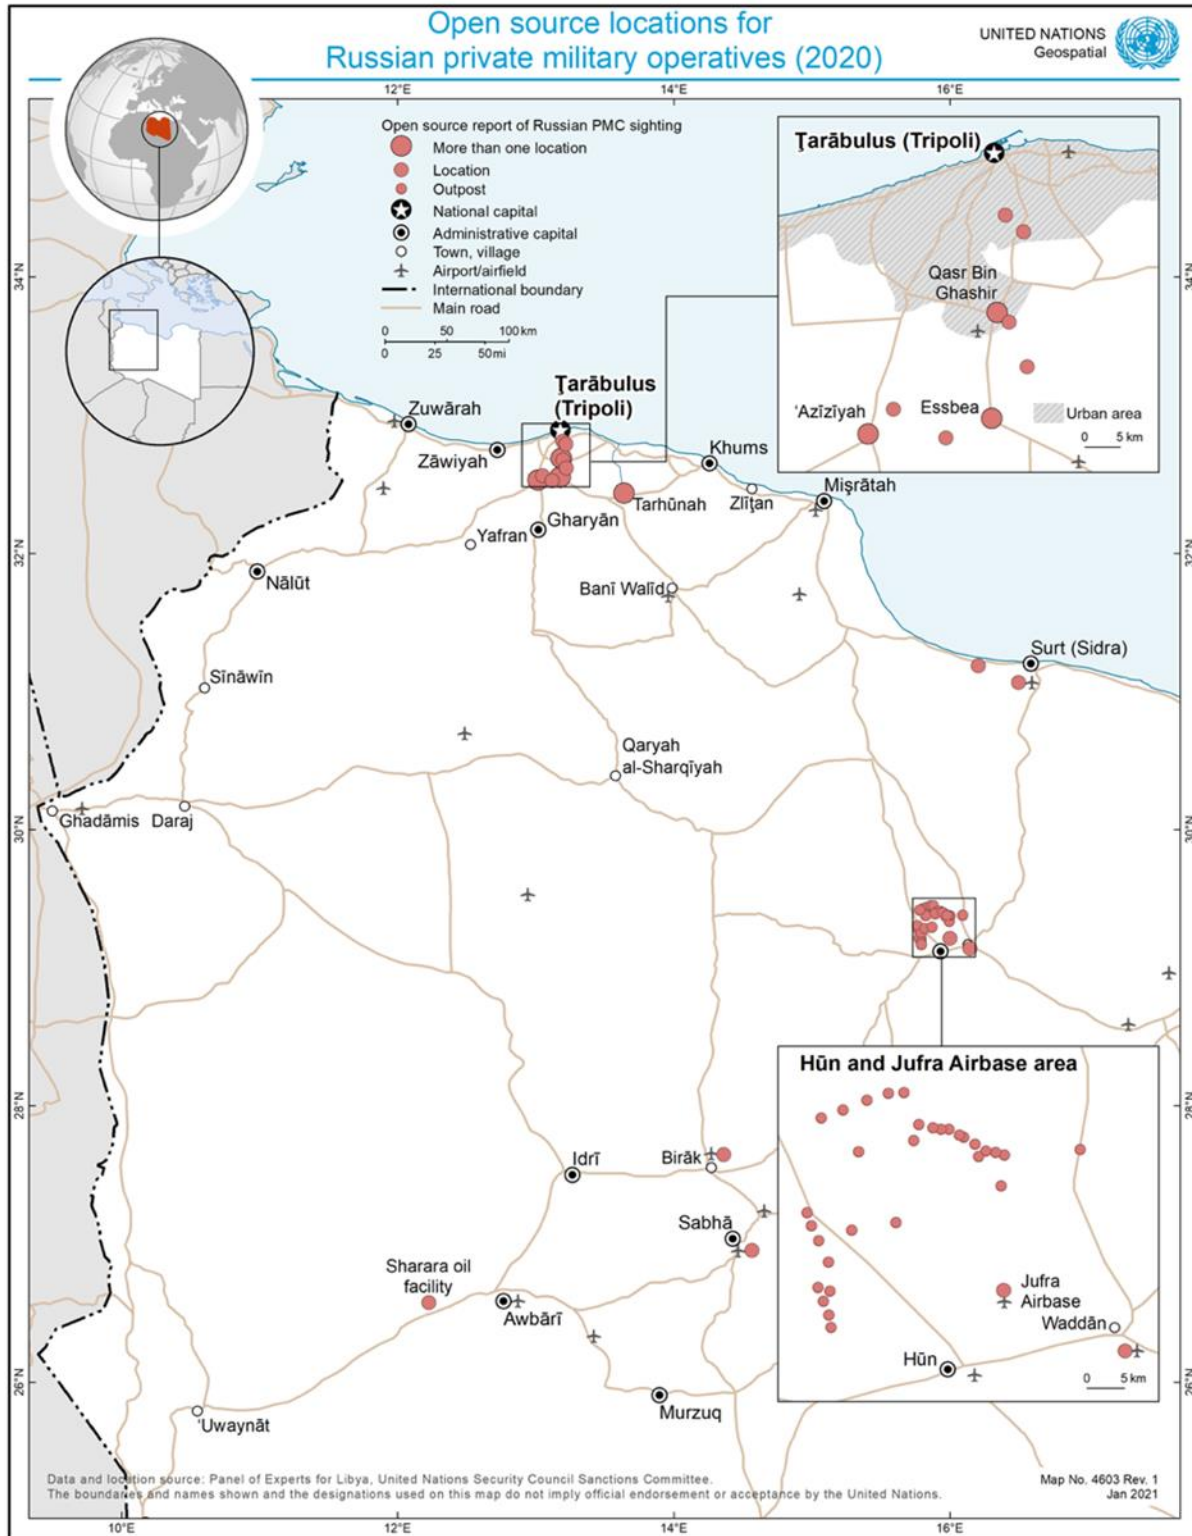 Open source locations for
Russian private military operatives (2020)
UNITED NATIONS
Geospatial
12°E
14°E
16°E
Open source report of Russian PMC sighting
More than one location
Location
Outpost
National capital
Administrative capital
Town, village
Airport/airfield
International boundary
Main road
0 50 100 km
0 25 50 mi
Ţarābulus (Tripoli)
Qasr Bin
Ghashir
'Azīzīyah
Essbea
Urban area
0 5 km
34°N
34°N
Ţarābulus
(Tripoli)
Zuwārah
Zāwiyah
Khums
Tarhūnah
Zlīţan
Mişrātah
Gharyān
Yafran
32°N
32°N
Nālūt
Banī Walīd
Surt (Sidra)
Sīnāwīn
Qaryah
al-Sharqīyah
30°N
30°N
Ghadāmis
Daraj
Hūn and Jufra Airbase area
28°N
28°N
Idrī
Birāk
Sabhā
Sharara oil
facility
Awbārī
Jufra
Airbase
Waddān
Hūn
0 5 km
26°N
26°N
Murzuq
'Uwaynāt
Data and location source: Panel of Experts for Libya, United Nations Security Council Sanctions Committee.
The boundaries and names shown and the designations used on this map do not imply official endorsement or acceptance by the United Nations.
Map No. 4603 Rev. 1
Jan 2021
10°E
12°E
14°E
16°E